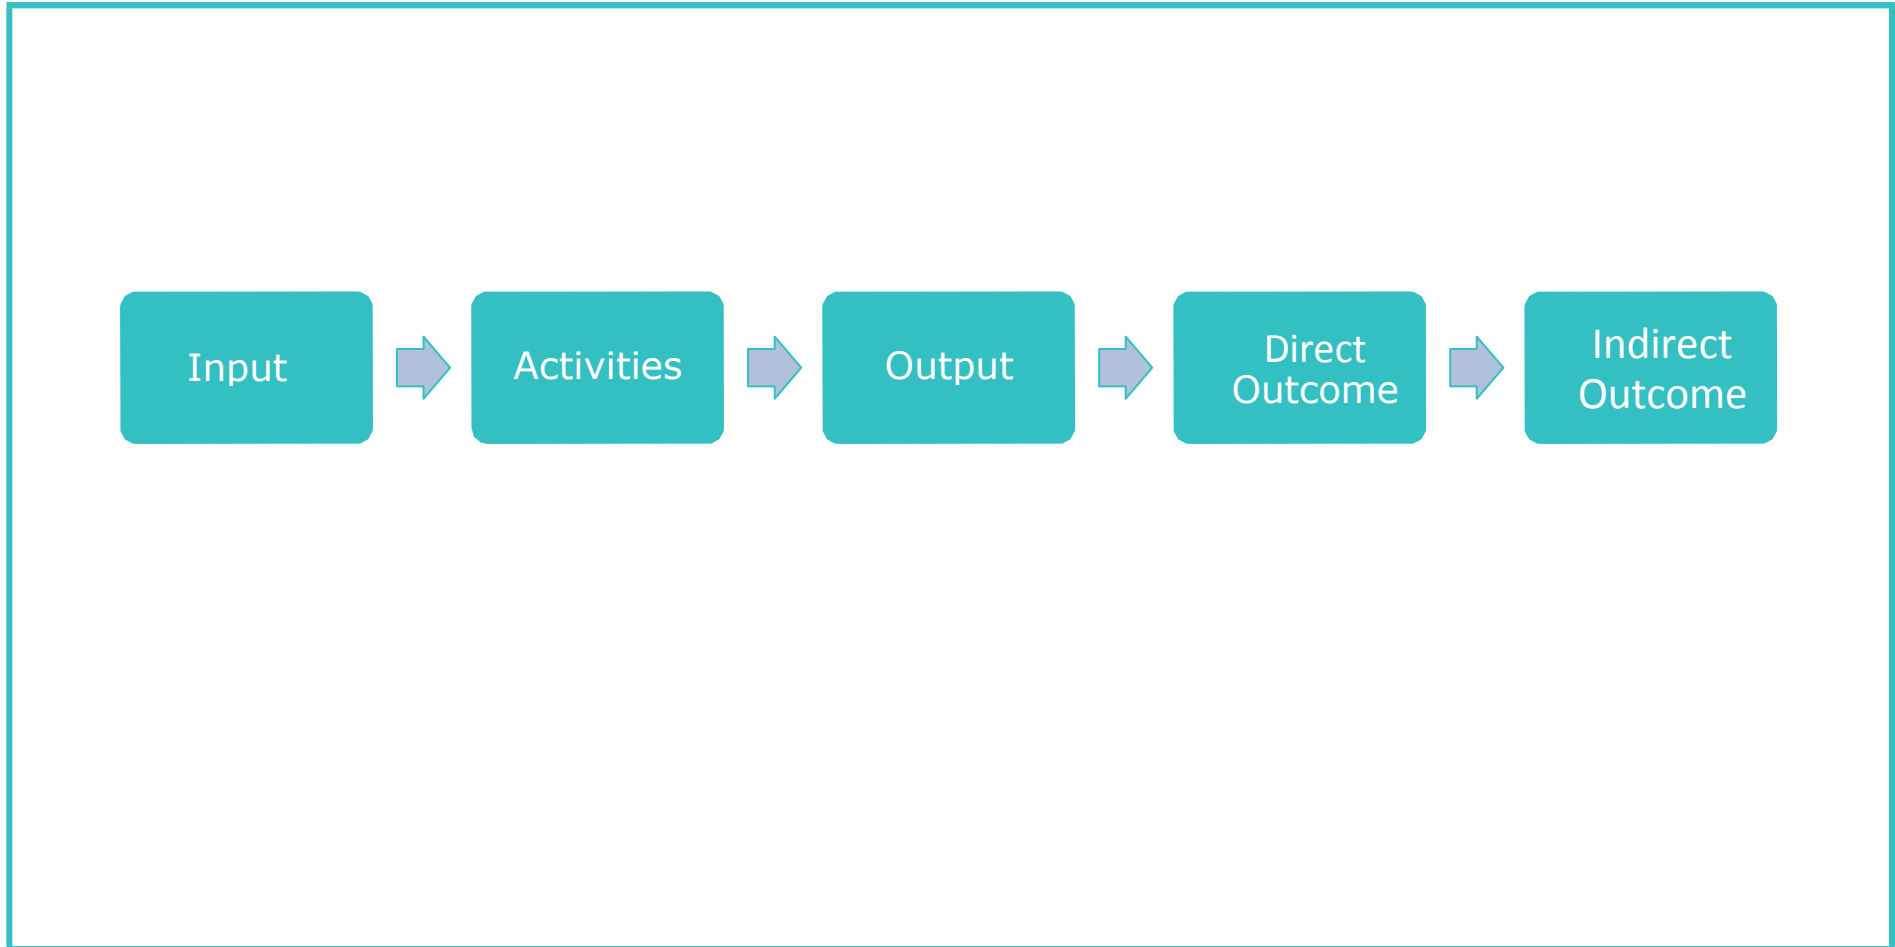 Input
Activities
Output
Direct
Outcome
Indirect
Outcome